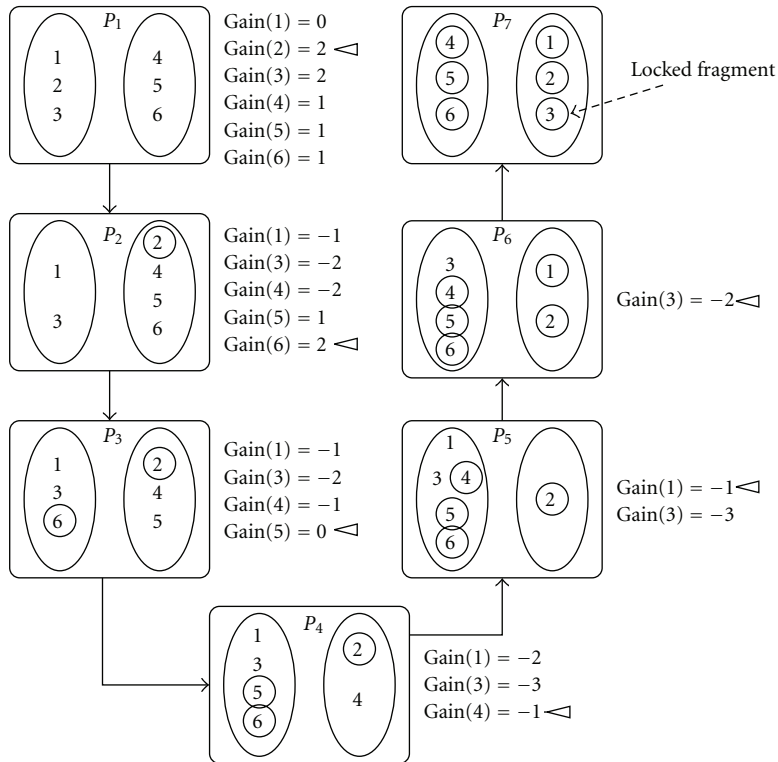 P1
1
2
3
4
5
6
Gain(1) = 0
Gain(2) = 2
Gain(3) = 2
Gain(4) = 1
Gain(5) = 1
Gain(6) = 1
P2
1
3
2
4
5
6
Gain(1) = −1
Gain(3) = −2
Gain(4) = −2
Gain(5) = 1
Gain(6) = 2
P3
1
3
6
2
4
5
Gain(1) = −1
Gain(3) = −2
Gain(4) = −1
Gain(5) = 0
P4
1
3
5
6
2
4
Gain(1) = −2
Gain(3) = −3
Gain(4) = −1
P5
1
3 4
5
6
2
Gain(1) = −1
Gain(3) = −3
P6
3
4
5
6
1
2
Gain(3) = −2
P7
4
5
6
1
2
3
Locked fragment